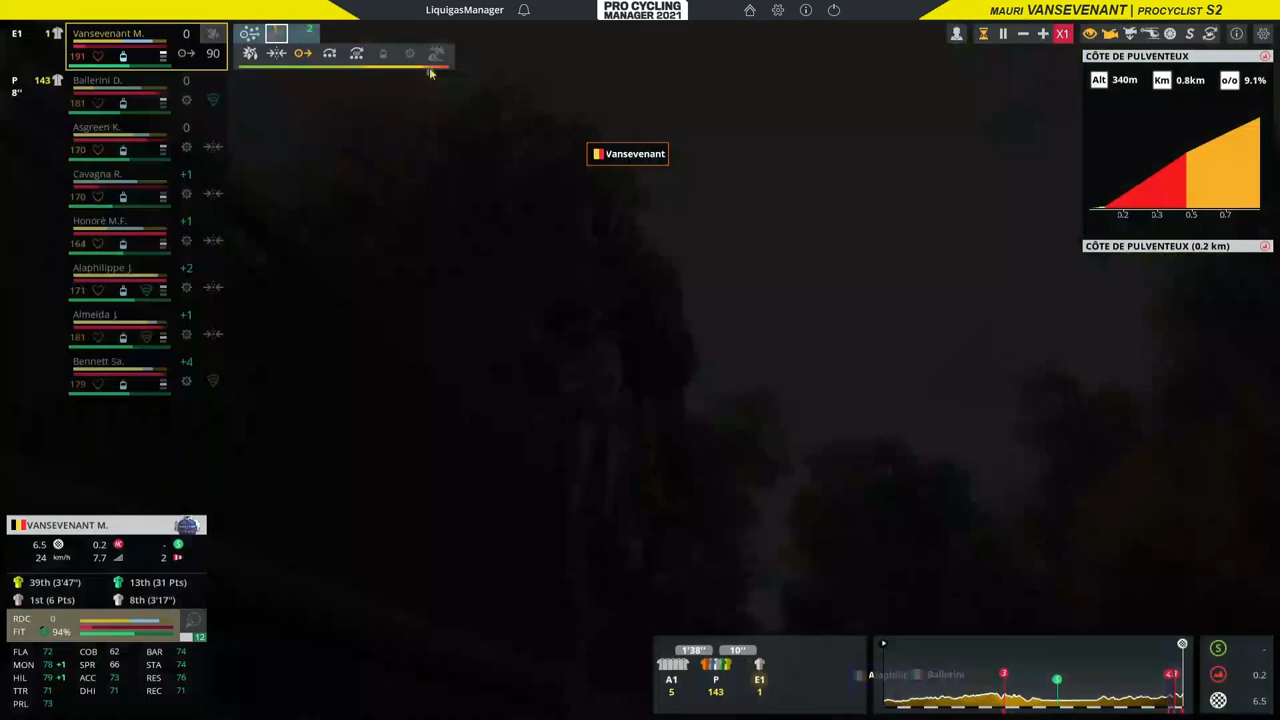 LiquigasManager
PRO CYCLING
MANAGER 2021
MAURI VANSEVENANT | PROCYCLIST S2
E1 1 Vansevenant M. 0
191 90
2
X1
P 143 Ballerini D. 0
8''
181
Asgreen K. 0
170
Cavagna R. +1
170
Honorè M.F. +1
164
Alaphilippe J. +2
171
Almeida J. +1
181
Bennett Sa. +4
179
Vansevenant
CÔTE DE PULVENTEUX
Alt 340m Km 0.8km o/o 9.1%
0.2 0.3 0.5 0.7
CÔTE DE PULVENTEUX (0.2 km)
VANSEVENANT M.
6.5 0.2 HC - S
24 km/h 7.7 2
39th (3'47'') 13th (31 Pts)
1st (6 Pts) 8th (3'17'')
RDC 0
FIT 94% 12
FLA 72 COB 62 BAR 74
MON 78 +1 SPR 66 STA 74
HIL 79 +1 ACC 73 RES 76
TTR 71 DHI 71 REC 71
PRL 73
1'38'' 10''
A1 P E1
5 143 1
Ballerini
3 S
S -
0.2
6.5